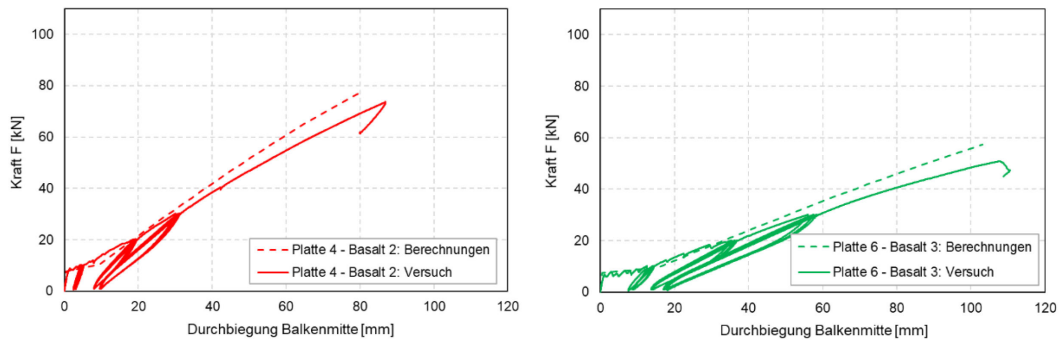 100
80
60
40
20
0
Kraft F [kN]
0 20 40 60 80 100 120
Durchbiegung Balkenmitte [mm]
Platte 4 - Basalt 2: Berechnungen
Platte 4 - Basalt 2: Versuch
100
80
60
40
20
0
Kraft F [kN]
0 20 40 60 80 100 120
Durchbiegung Balkenmitte [mm]
Platte 6 - Basalt 3: Berechnungen
Platte 6 - Basalt 3: Versuch